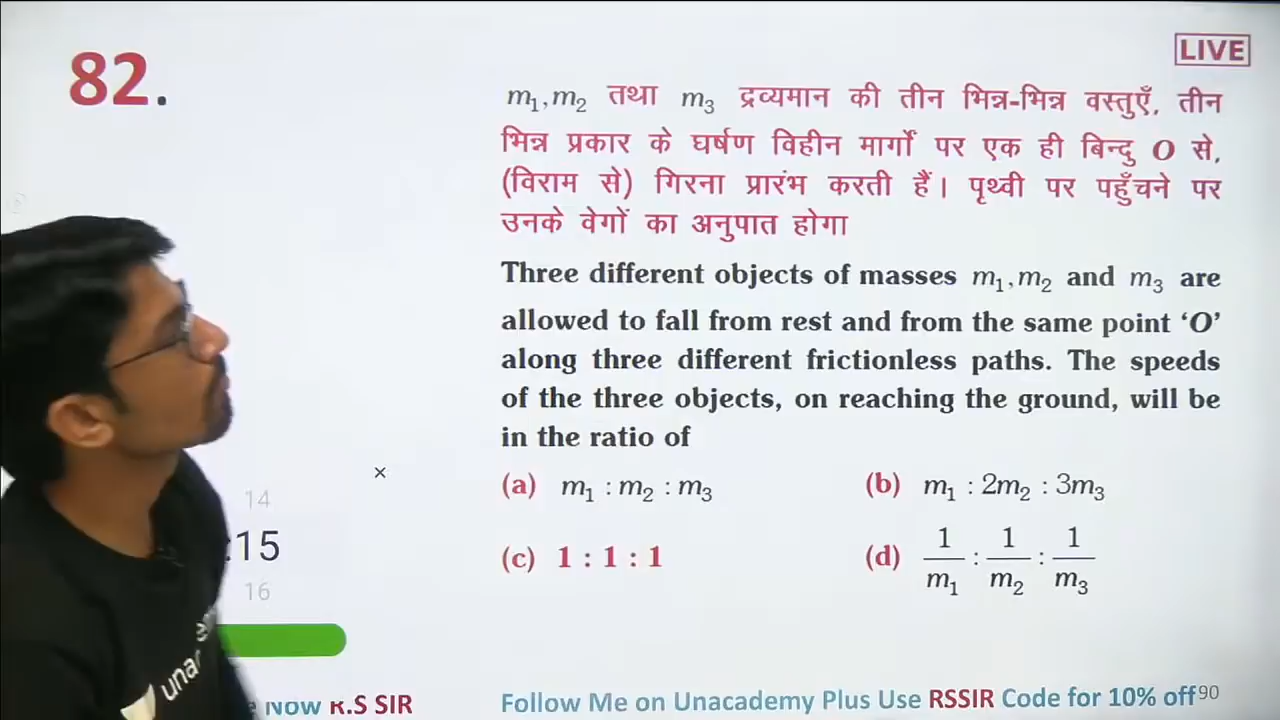 LIVE
82.
m₁,m₂ तथा m₃ द्रव्यमान की तीन भिन्न-भिन्न वस्तुएँ, तीन
भिन्न प्रकार के घर्षण विहीन मार्गों पर एक ही बिन्दु O से,
(विराम से) गिरना प्रारंभ करती हैं। पृथ्वी पर पहुँचने पर
उनके वेगों का अनुपात होगा
Three different objects of masses m₁,m₂ and m₃ are
allowed to fall from rest and from the same point ‘O’
along three different frictionless paths. The speeds
of the three objects, on reaching the ground, will be
in the ratio of
(a) m₁ : m₂ : m₃ (b) m₁ : 2m₂ : 3m₃
(c) 1 : 1 : 1 (d) 1/m₁ : 1/m₂ : 1/m₃
×
14
:15
16
una
NOW R.S SIR
Follow Me on Unacademy Plus Use RSSIR Code for 10% off 90